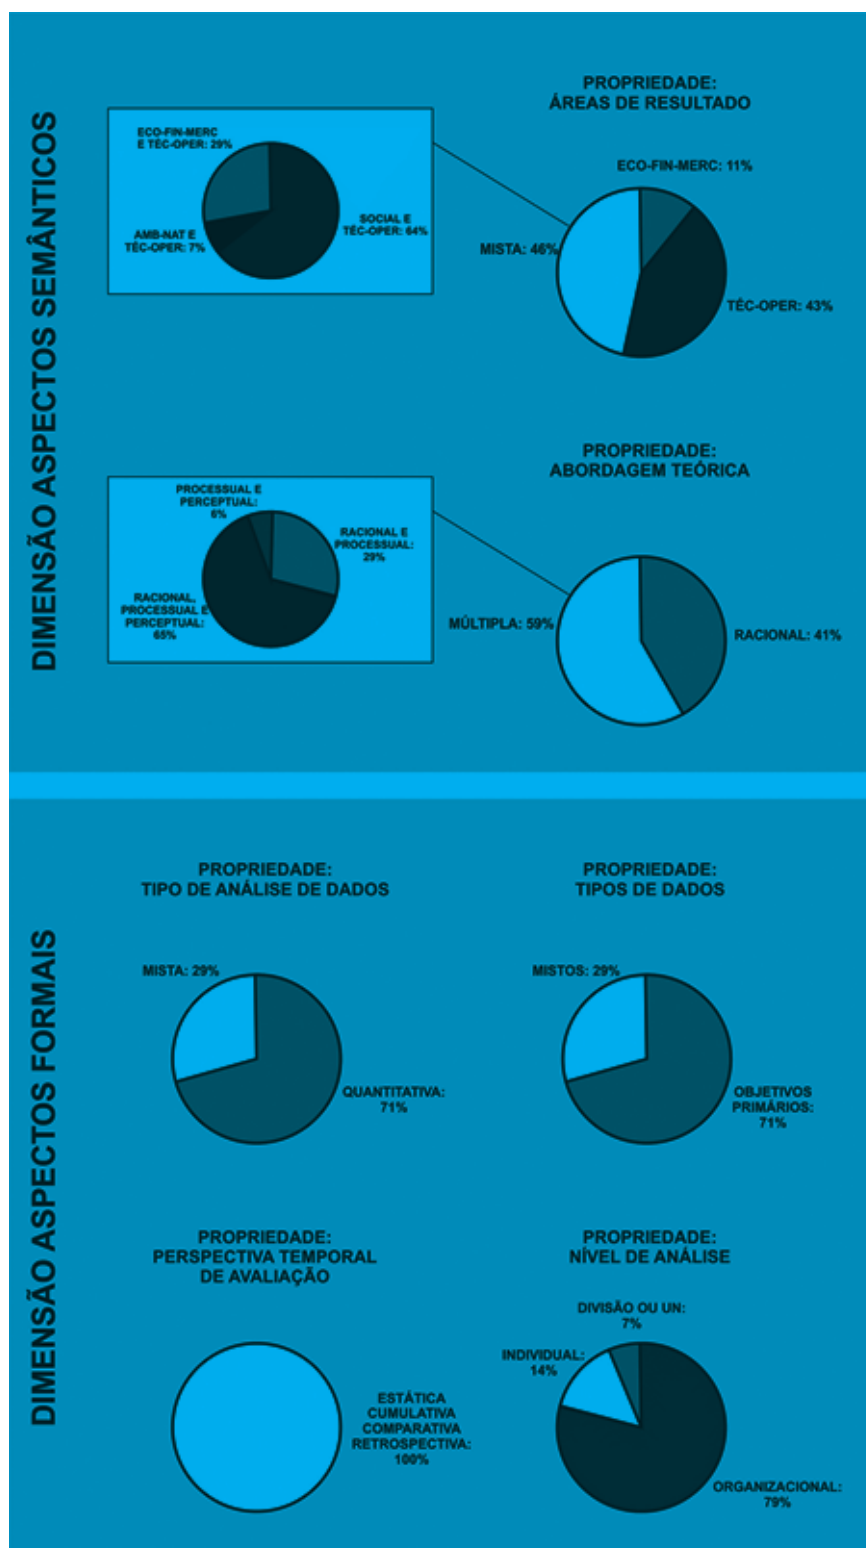 DIMENSÃO ASPECTOS SEMÂNTICOS
PROPRIEDADE:
ÁREAS DE RESULTADO
ECO-FIN-MERC
E TÉC-OPER: 29%
SOCIAL E
TÉC-OPER: 64%
AMB-NAT E
TÉC-OPER: 7%
ECO-FIN-MERC: 11%
MISTA: 46%
TÉC-OPER: 43%
PROPRIEDADE:
ABORDAGEM TEÓRICA
PROCESSUAL E
PERCEPTUAL:
6%
RACIONAL E
PROCESSUAL:
29%
RACIONAL,
PROCESSUAL E
PERCEPTUAL:
65%
MÚLTIPLA: 59%
RACIONAL: 41%
DIMENSÃO ASPECTOS FORMAIS
PROPRIEDADE:
TIPO DE ANÁLISE DE DADOS
MISTA: 29%
QUANTITATIVA:
71%
PROPRIEDADE:
TIPOS DE DADOS
MISTOS: 29%
OBJETIVOS
PRIMÁRIOS:
71%
PROPRIEDADE:
PERSPECTIVA TEMPORAL
DE AVALIAÇÃO
ESTÁTICA
CUMULATIVA
COMPARATIVA
RETROSPECTIVA:
100%
PROPRIEDADE:
NÍVEL DE ANÁLISE
DIVISÃO OU UN:
7%
INDIVIDUAL:
14%
ORGANIZACIONAL:
79%